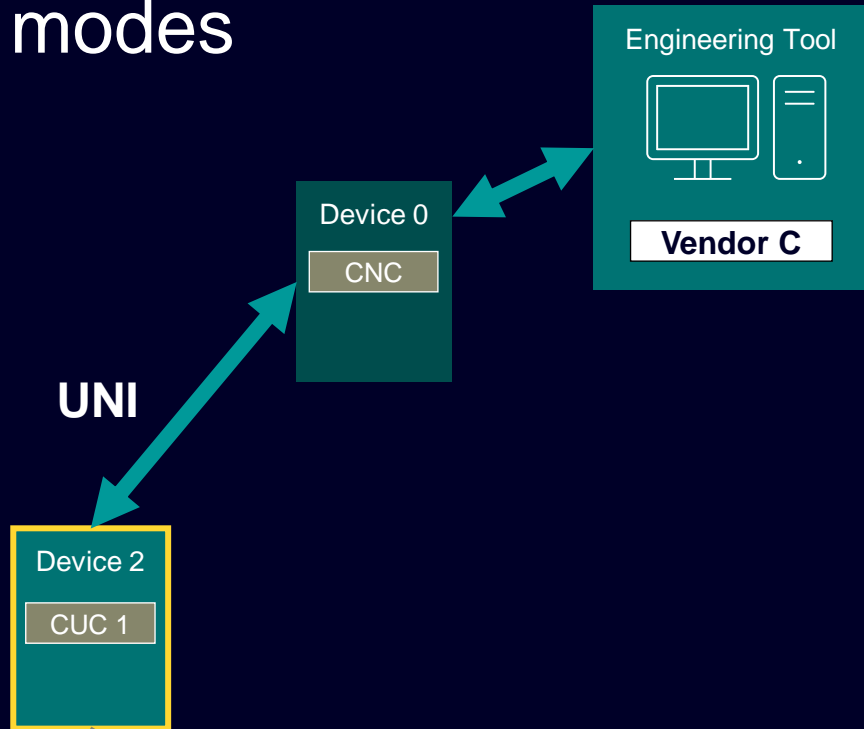 modes
Engineering Tool
Vendor C
Device 0
CNC
UNI
Device 2
CUC 1